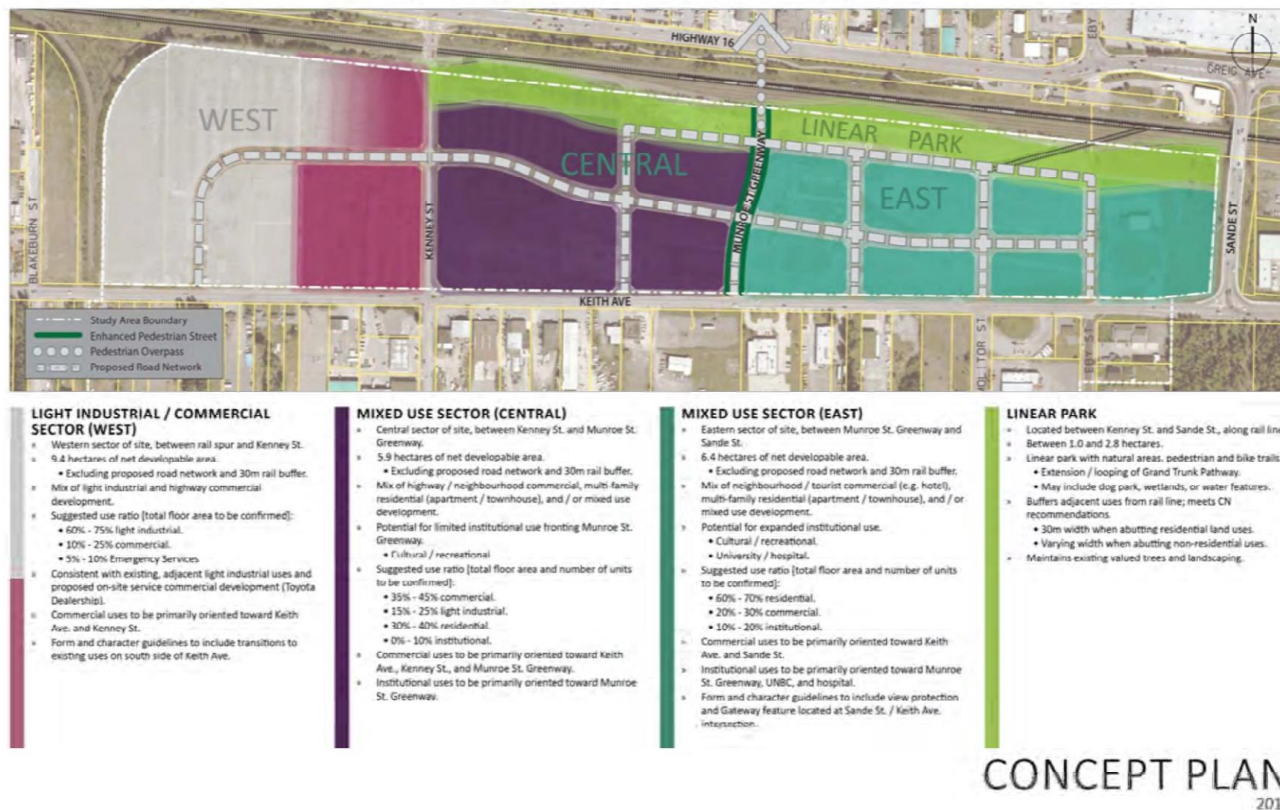 HIGHWAY 16
EBY
N
GREIG AVE
WEST
LINEAR PARK
CENTRAL
EAST
MUNROE ST GREENWAY
KENNEY ST
BLAKEBURN ST
SANDE ST
KEITH AVE
MOLITOR ST
EBY ST
Study Area Boundary
Enhanced Pedestrian Street
Pedestrian Overpass
Proposed Road Network
LIGHT INDUSTRIAL / COMMERCIAL
SECTOR (WEST)
» Western sector of site, between rail spur and Kenney St.
» 9.4 hectares of net developable area.
• Excluding proposed road network and 30m rail buffer.
» Mix of light industrial and highway commercial
development.
» Suggested use ratio [total floor area to be confirmed]:
• 60% - 75% light industrial.
• 10% - 25% commercial.
• 5% - 10% Emergency Services
» Consistent with existing, adjacent light industrial uses and
proposed on-site service commercial development (Toyota
Dealership).
» Commercial uses to be primarily oriented toward Keith
Ave. and Kenney St.
» Form and character guidelines to include transitions to
existing uses on south side of Keith Ave.
MIXED USE SECTOR (CENTRAL)
» Central sector of site, between Kenney St. and Munroe St.
Greenway.
» 5.9 hectares of net developable area.
• Excluding proposed road network and 30m rail buffer.
» Mix of highway / neighbourhood commercial, multi-family
residential (apartment / townhouse), and / or mixed use
development.
» Potential for limited institutional use fronting Munroe St.
Greenway.
• Cultural / recreational
» Suggested use ratio [total floor area and number of units
to be confirmed]:
• 35% - 45% commercial.
• 15% - 25% light industrial.
• 30% - 40% residential.
• 0% - 10% institutional.
» Commercial uses to be primarily oriented toward Keith
Ave., Kenney St., and Munroe St. Greenway.
» Institutional uses to be primarily oriented toward Munroe
St. Greenway.
MIXED USE SECTOR (EAST)
» Eastern sector of site, between Munroe St. Greenway and
Sande St.
» 6.4 hectares of net developable area.
• Excluding proposed road network and 30m rail buffer.
» Mix of neighbourhood / tourist commercial (e.g. hotel),
multi-family residential (apartment / townhouse), and / or
mixed use development.
» Potential for expanded institutional use.
• Cultural / recreational.
• University / hospital.
» Suggested use ratio [total floor area and number of units
to be confirmed]:
• 60% - 70% residential.
• 20% - 30% commercial.
• 10% - 20% institutional.
» Commercial uses to be primarily oriented toward Keith
Ave. and Sande St.
» Institutional uses to be primarily oriented toward Munroe
St. Greenway, UNBC, and hospital.
» Form and character guidelines to include view protection
and Gateway feature located at Sande St. / Keith Ave.
intersection.
LINEAR PARK
» Located between Kenney St. and Sande St., along rail line
» Between 1.0 and 2.8 hectares.
» Linear park with natural areas, pedestrian and bike trails
• Extension / looping of Grand Trunk Pathway.
• May include dog park, wetlands, or water features.
» Buffers adjacent uses from rail line; meets CN
recommendations.
• 30m width when abutting residential land uses.
• Varying width when abutting non-residential uses.
» Maintains existing valued trees and landscaping.
CONCEPT PLAN
201